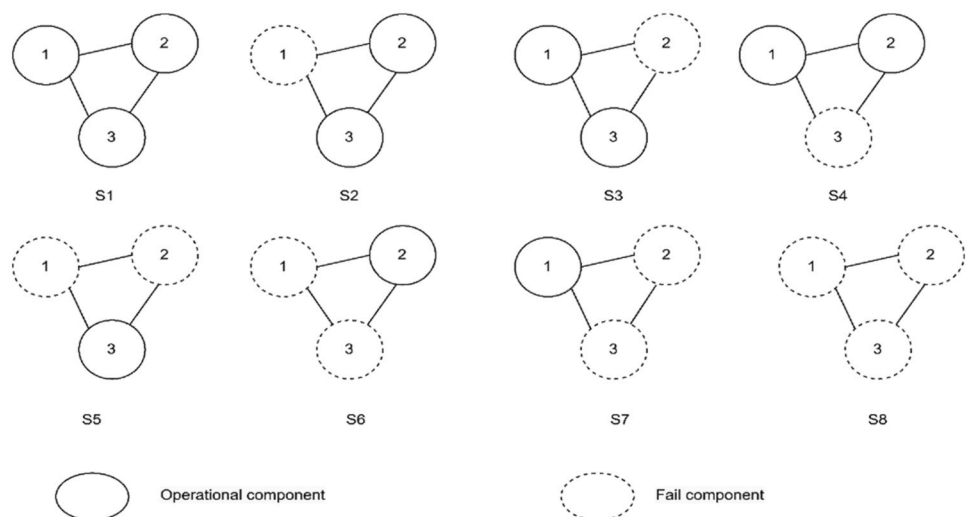 1 2 1 2 1 2 1 2
3 3 3 3
S1 S2 S3 S4
1 2 1 2 1 2 1 2
3 3 3 3
S5 S6 S7 S8
Operational component Fail component